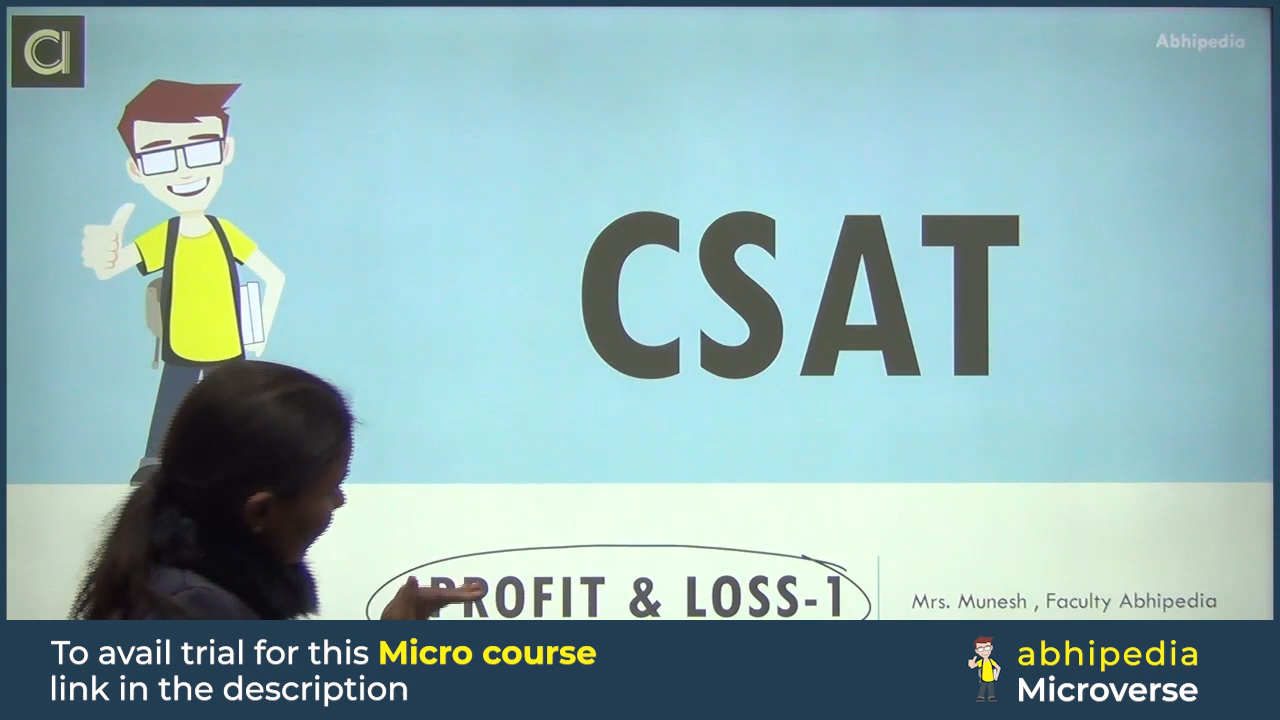 Abhipedia
CSAT
PROFIT & LOSS-1
Mrs. Munesh , Faculty Abhipedia
To avail trial for this Micro course
link in the description
abhipedia
Microverse